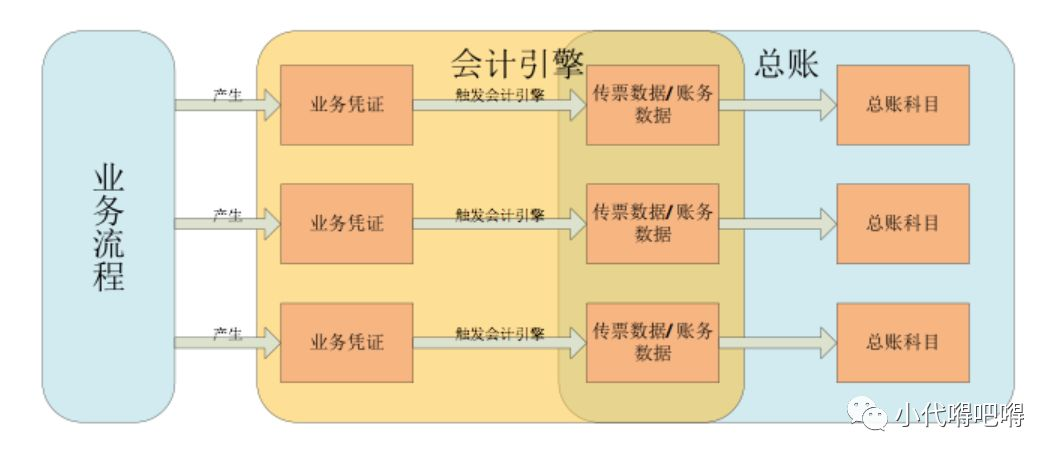 会计引擎
总账
业务流程
产生
业务凭证
触发会计引擎
传票数据/账务
数据
总账科目
产生
业务凭证
触发会计引擎
传票数据/账务
数据
总账科目
产生
业务凭证
触发会计引擎
传票数据/账务
数据
总账科目
小代嘚吧嘚